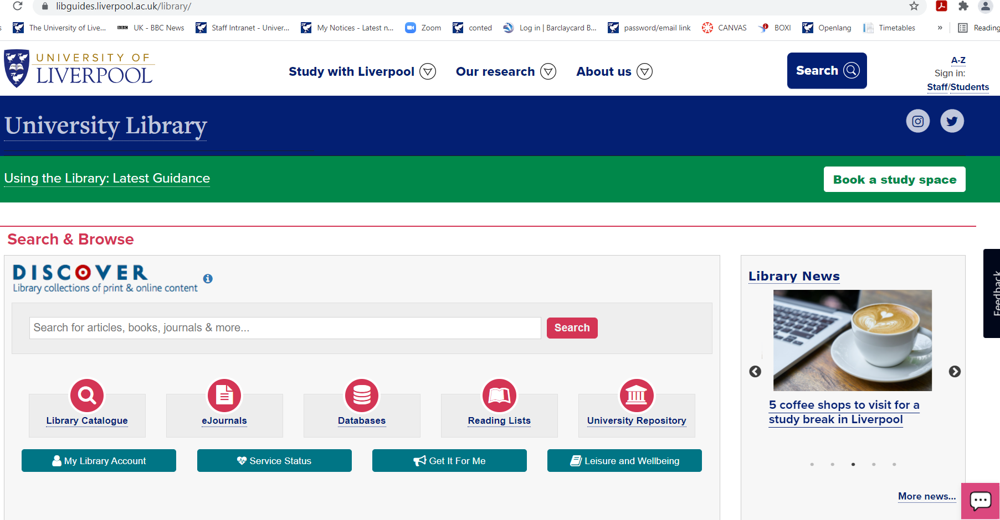 libguides.liverpool.ac.uk/library/
The University of Live... BBC UK - BBC News Staff Intranet - Univer... My Notices - Latest n... Zoom conted Log in | Barclaycard B... password/email link CANVAS BOXI Openlang Timetables » Reading
UNIVERSITY OF
LIVERPOOL
Study with Liverpool
Our research
About us
Search
A-Z
Sign in:
Staff/Students
University Library
Using the Library: Latest Guidance
Book a study space
Search & Browse
DISCOVER
Library collections of print & online content
Search for articles, books, journals & more...
Search
Library Catalogue
eJournals
Databases
Reading Lists
University Repository
My Library Account
Service Status
Get It For Me
Leisure and Wellbeing
Library News
5 coffee shops to visit for a
study break in Liverpool
More news...
Feedback